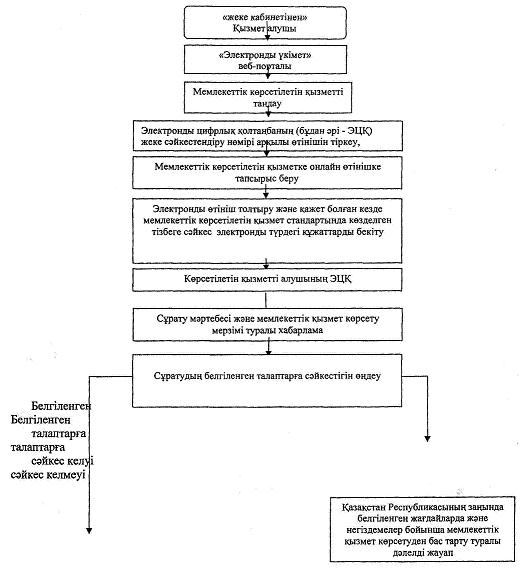 «жеке кабинетінен»
Қызмет алушы
«Электронды үкімет»
веб-порталы
Мемлекеттік көрсетілетін қызметті
таңдау
Электронды цифрлық қолтаңбаның (бұдан әрі - ЭЦҚ)
жеке сәйкестендіру нөмірі арқылы өтінішін тіркеу,
Мемлекеттік көрсетілетін қызметке онлайн өтінішке
тапсырыс беру
Электронды өтініш толтыру және қажет болған кезде
мемлекеттік көрсетілетін қызмет стандартында көзделген
тізбеге сәйкес электронды түрдегі құжаттарды бекіту
Көрсетілетін қызметті алушының ЭЦҚ
Сұрату мәртебесі және мемлекеттік қызмет көрсету
мерзімі туралы хабарлама
Сұратудың белгіленген талаптарға сәйкестігін өңдеу
Белгіленген
Белгіленген
талаптарға
талаптарға
сәйкес келуі
сәйкес келмеуі
Қазақстан Республикасының заңында
белгіленген жағдайларда және
негіздемелер бойынша мемлекеттік
қызмет көрсетуден бас тарту туралы
дәлелді жауап